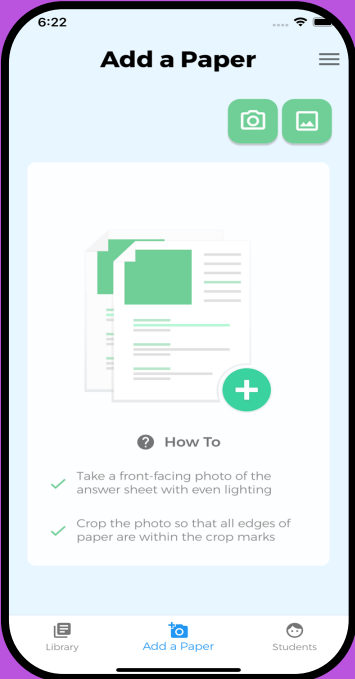 6:22
Add a Paper
How To
Take a front-facing photo of the
answer sheet with even lighting
Crop the photo so that all edges of
paper are within the crop marks
Library
Add a Paper
Students